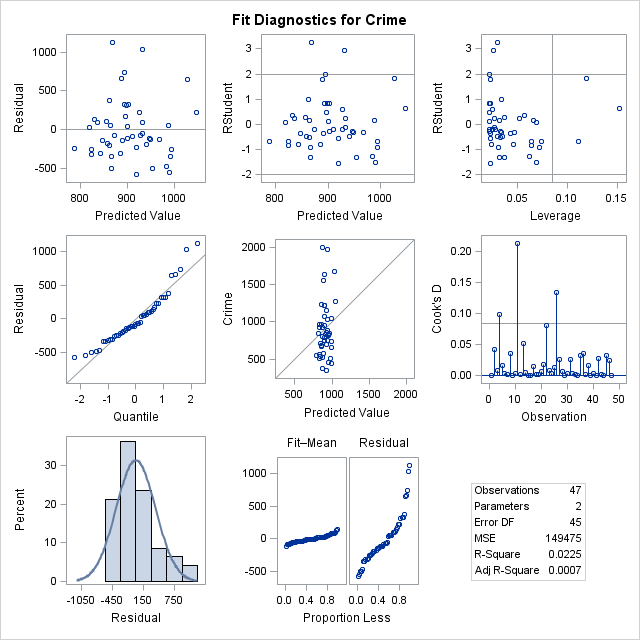 Fit Diagnostics for Crime
Residual
1000
500
0
-500
800
900
1000
Predicted Value
RStudent
3
2
1
0
-1
-2
800
900
1000
Predicted Value
RStudent
3
2
1
0
-1
-2
0.05
0.10
0.15
Leverage
Residual
1000
500
0
-500
-2
-1
0
1
2
Quantile
Crime
2000
1500
1000
500
500
1000
1500
2000
Predicted Value
Cook's D
0.20
0.15
0.10
0.05
0.00
0
10
20
30
40
50
Observation
Percent
30
20
10
0
-1050
-450
150
750
Residual
Fit–Mean
Residual
1000
500
0
-500
0.0 0.4 0.8
0.0 0.4 0.8
Proportion Less
Observations 47
Parameters 2
Error DF 45
MSE 149475
R-Square 0.0225
Adj R-Square 0.0007